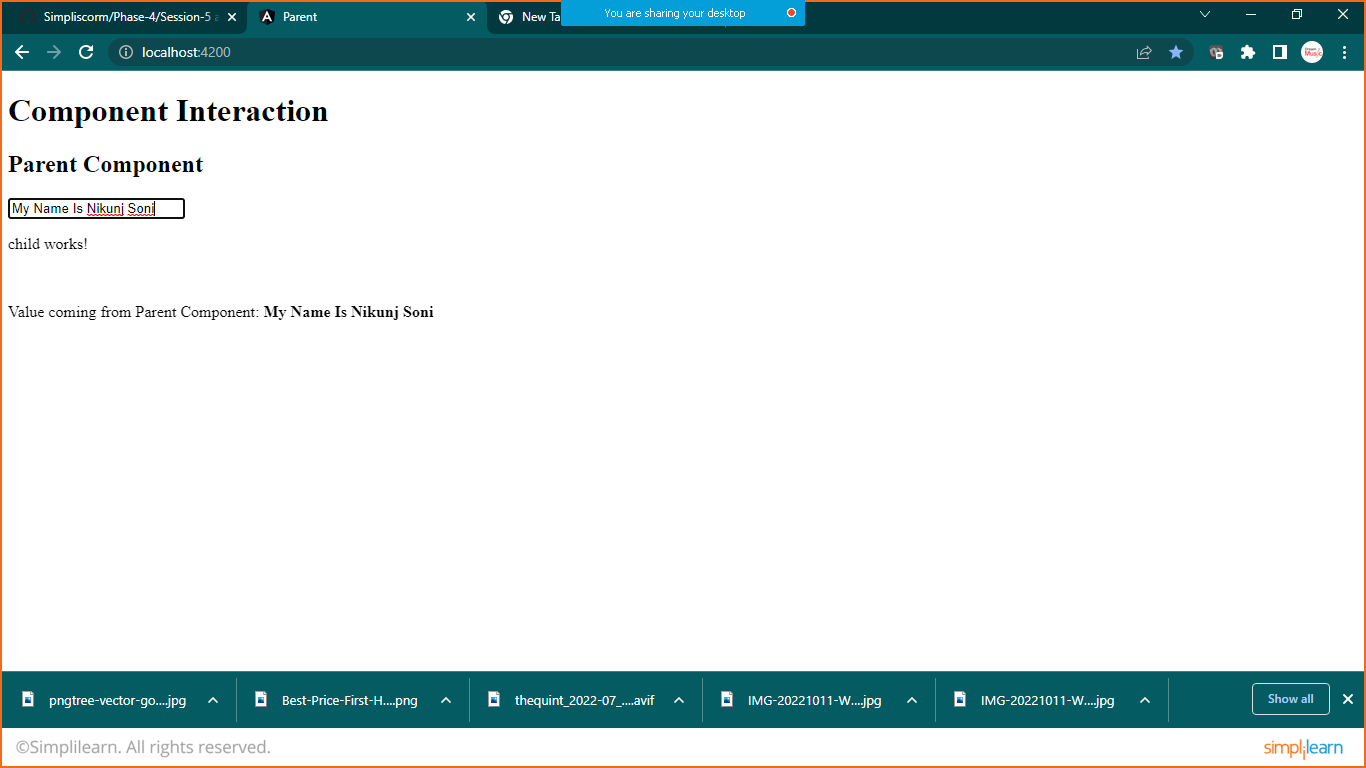 Simpliscorm/Phase-4/Session-5 a
Parent
New Ta
You are sharing your desktop
localhost:4200
Component Interaction
Parent Component
My Name Is Nikunj Soni
child works!
Value coming from Parent Component: My Name Is Nikunj Soni
pngtree-vector-go....jpg
Best-Price-First-H....png
thequint_2022-07_....avif
IMG-20221011-W....jpg
IMG-20221011-W....jpg
Show all
©Simplilearn. All rights reserved.
simplilearn